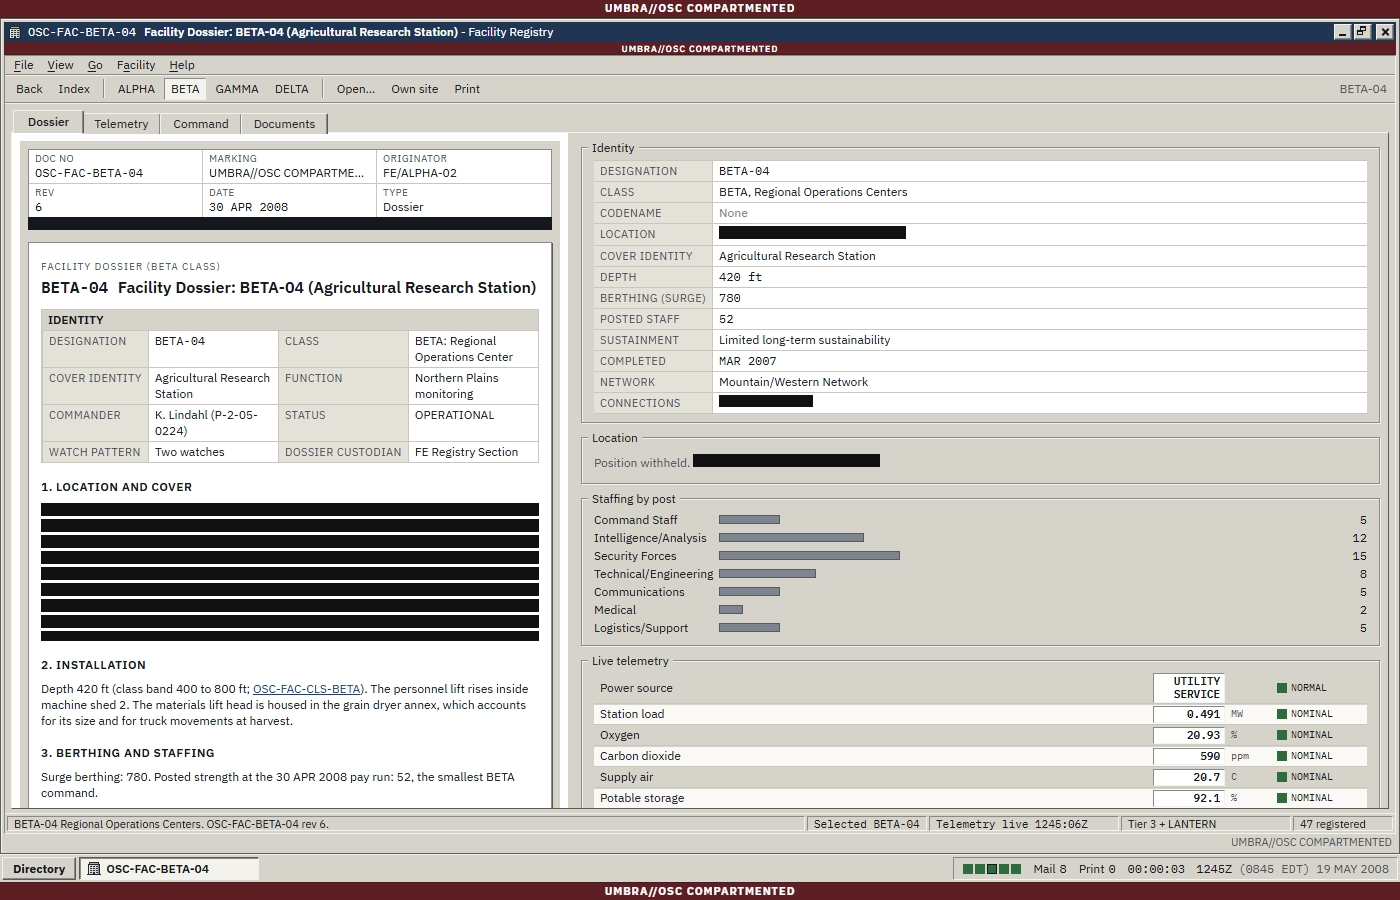 UMBRA//OSC COMPARTMENTED
OSC-FAC-BETA-04 Facility Dossier: BETA-04 (Agricultural Research Station) - Facility Registry
UMBRA//OSC COMPARTMENTED
File View Go Facility Help
Back Index ALPHA BETA GAMMA DELTA Open... Own site Print BETA-04
Dossier Telemetry Command Documents
DOC NO MARKING ORIGINATOR
OSC-FAC-BETA-04 UMBRA//OSC COMPARTME... FE/ALPHA-02
REV DATE TYPE
6 30 APR 2008 Dossier
FACILITY DOSSIER (BETA CLASS)
BETA-04 Facility Dossier: BETA-04 (Agricultural Research Station)
IDENTITY
DESIGNATION BETA-04 CLASS BETA: Regional
Operations Center
COVER IDENTITY Agricultural Research FUNCTION Northern Plains
Station monitoring
COMMANDER K. Lindahl (P-2-05- STATUS OPERATIONAL
0224)
WATCH PATTERN Two watches DOSSIER CUSTODIAN FE Registry Section
1. LOCATION AND COVER
2. INSTALLATION
Depth 420 ft (class band 400 to 800 ft; OSC-FAC-CLS-BETA). The personnel lift rises inside
machine shed 2. The materials lift head is housed in the grain dryer annex, which accounts
for its size and for truck movements at harvest.
3. BERTHING AND STAFFING
Surge berthing: 780. Posted strength at the 30 APR 2008 pay run: 52, the smallest BETA
command.
Identity
DESIGNATION BETA-04
CLASS BETA, Regional Operations Centers
CODENAME None
LOCATION
COVER IDENTITY Agricultural Research Station
DEPTH 420 ft
BERTHING (SURGE) 780
POSTED STAFF 52
SUSTAINMENT Limited long-term sustainability
COMPLETED MAR 2007
NETWORK Mountain/Western Network
CONNECTIONS
Location
Position withheld.
Staffing by post
Command Staff 5
Intelligence/Analysis 12
Security Forces 15
Technical/Engineering 8
Communications 5
Medical 2
Logistics/Support 5
Live telemetry
Power source UTILITY SERVICE NORMAL
Station load 0.491 MW NOMINAL
Oxygen 20.93 % NOMINAL
Carbon dioxide 590 ppm NOMINAL
Supply air 20.7 C NOMINAL
Potable storage 92.1 % NOMINAL
BETA-04 Regional Operations Centers. OSC-FAC-BETA-04 rev 6. Selected BETA-04 Telemetry live 1245:06Z Tier 3 + LANTERN 47 registered
UMBRA//OSC COMPARTMENTED
Directory OSC-FAC-BETA-04 Mail 8 Print 0 00:00:03 1245Z (0845 EDT) 19 MAY 2008
UMBRA//OSC COMPARTMENTED